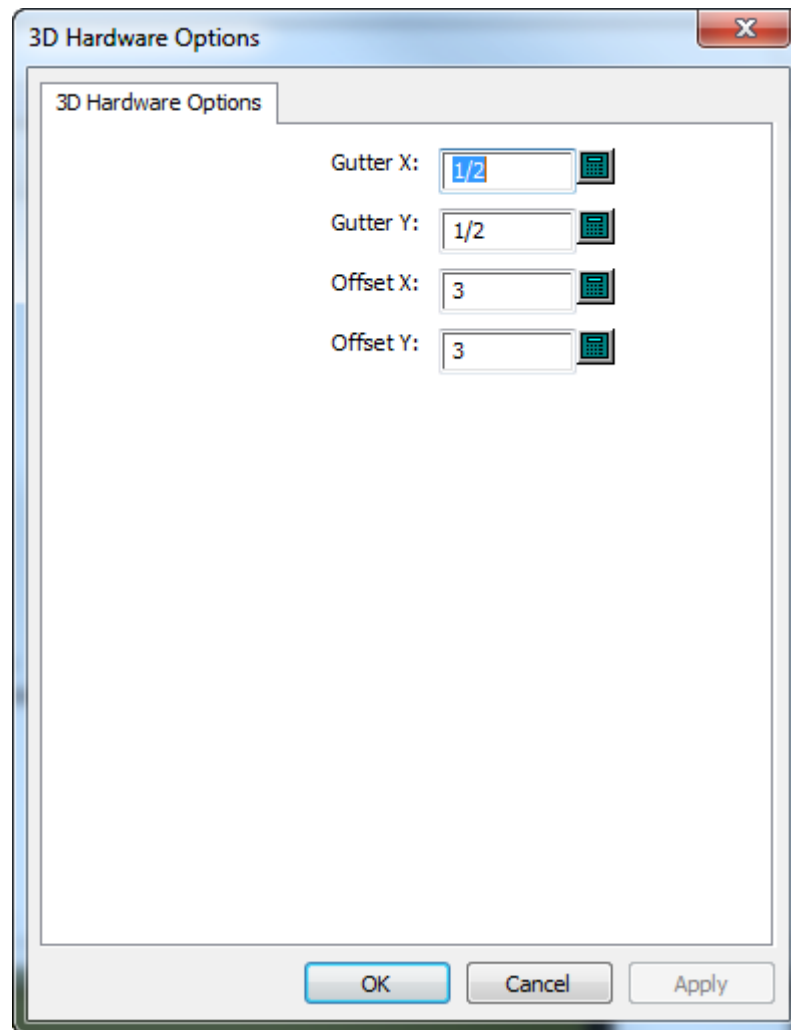 3D Hardware Options
3D Hardware Options
Gutter X: 1/2
Gutter Y: 1/2
Offset X: 3
Offset Y: 3
OK Cancel Apply